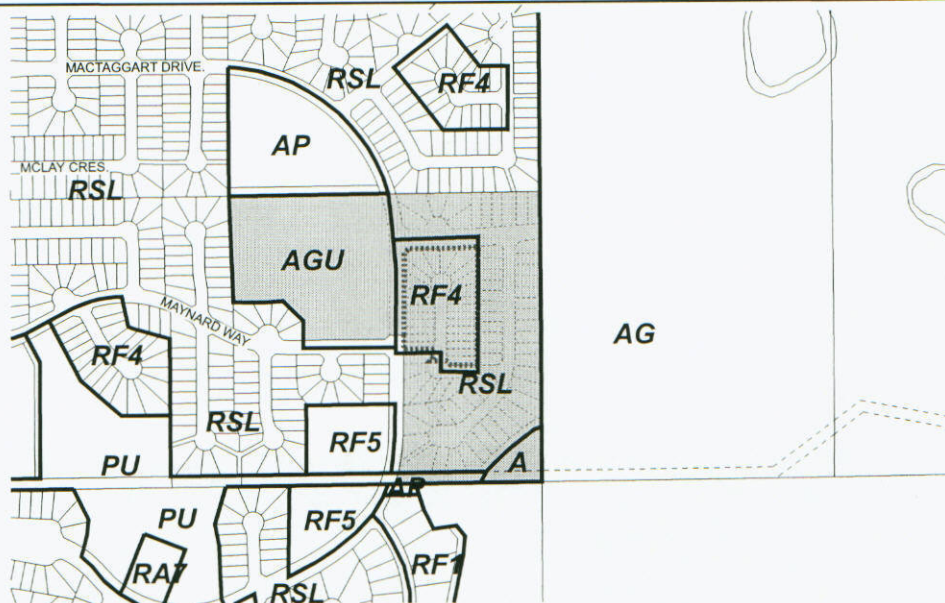 RSL
RF4
MACTAGGART DRIVE.
AP
MCLAY CRES.
RSL
AGU
RF4
MAYNARD WAY
AG
RF4
RSL
RSL
RF5
PU
A
AP
PU
RF5
RF1
RA7
RSL